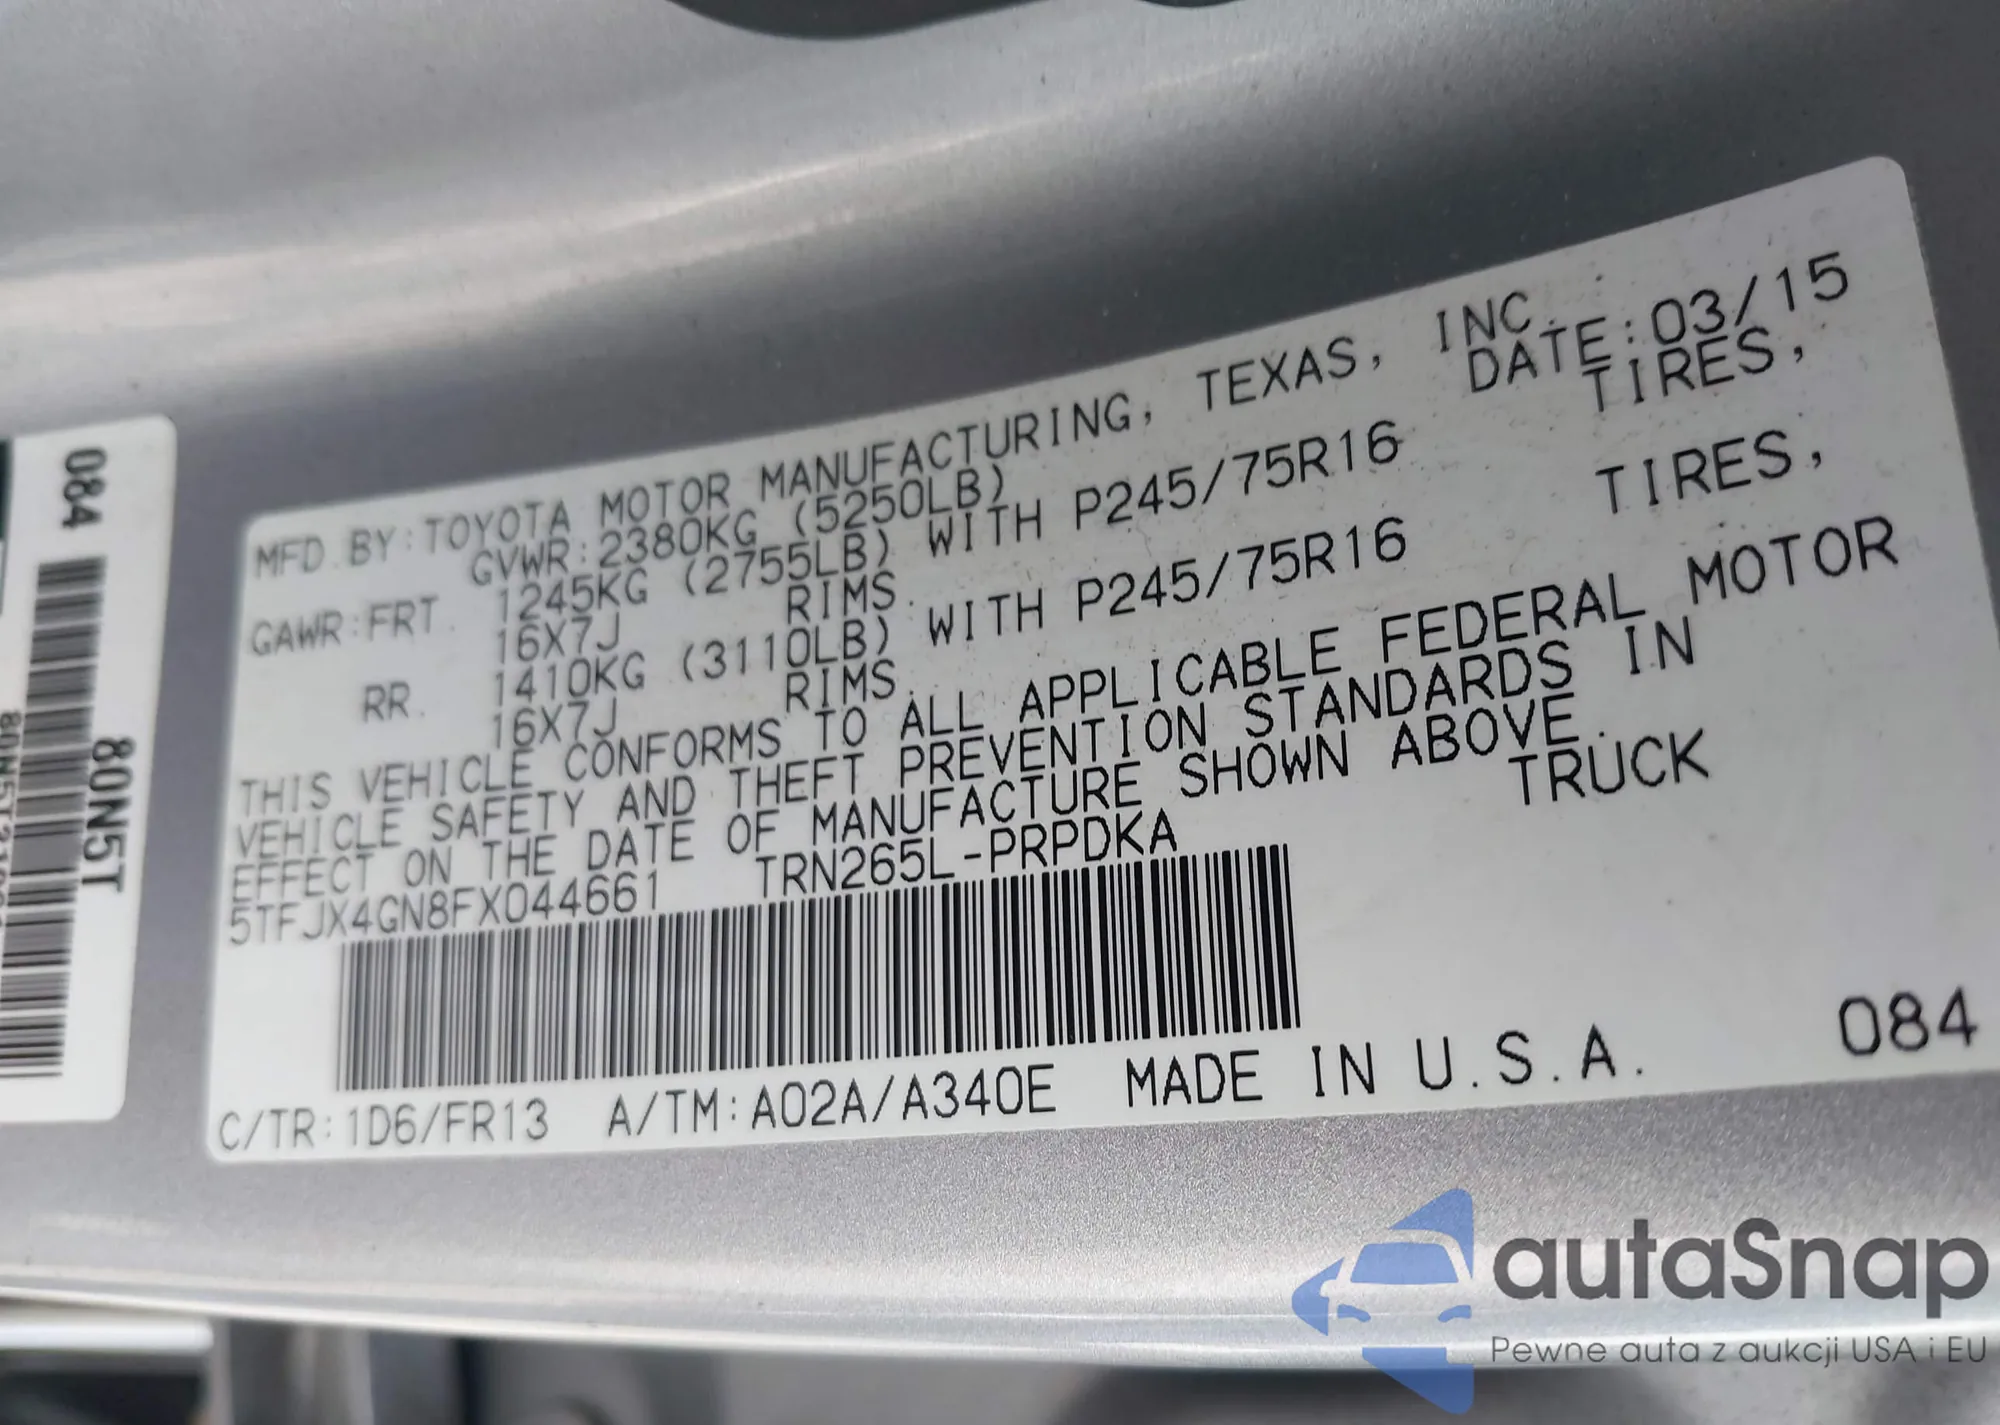 MFD. BY: TOYOTA MOTOR MANUFACTURING, TEXAS, INC.
GVWR: 2380KG (5250LB) DATE: 03/15
GAWR: FRT. 1245KG (2755LB) WITH P245/75R16 TIRES,
16X7J RIMS.
RR. 1410KG (3110LB) WITH P245/75R16 TIRES,
16X7J RIMS.
THIS VEHICLE CONFORMS TO ALL APPLICABLE FEDERAL MOTOR
VEHICLE SAFETY AND THEFT PREVENTION STANDARDS IN
EFFECT ON THE DATE OF MANUFACTURE SHOWN ABOVE.
5TFJX4GN8FX044661 TRN265L-PRPDKA TRUCK
C/TR: 1D6/FR13 A/TM: A02A/A340E MADE IN U.S.A. 084
084
80N5T
autaSnap
Pewne auta z aukcji USA i EU